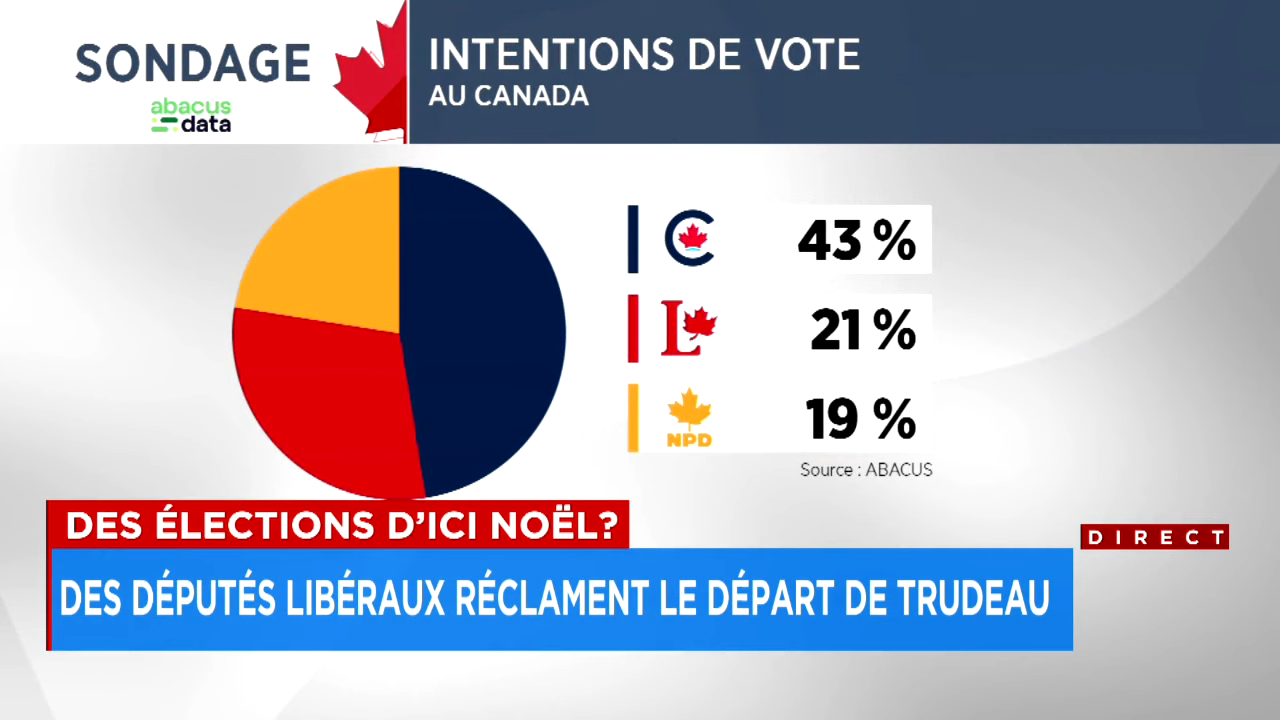 SONDAGE
abacus
data
INTENTIONS DE VOTE
AU CANADA
C
43 %
L
21 %
NPD
19 %
Source : ABACUS
DES ÉLECTIONS D'ICI NOËL?
DIRECT
DES DÉPUTÉS LIBÉRAUX RÉCLAMENT LE DÉPART DE TRUDEAU